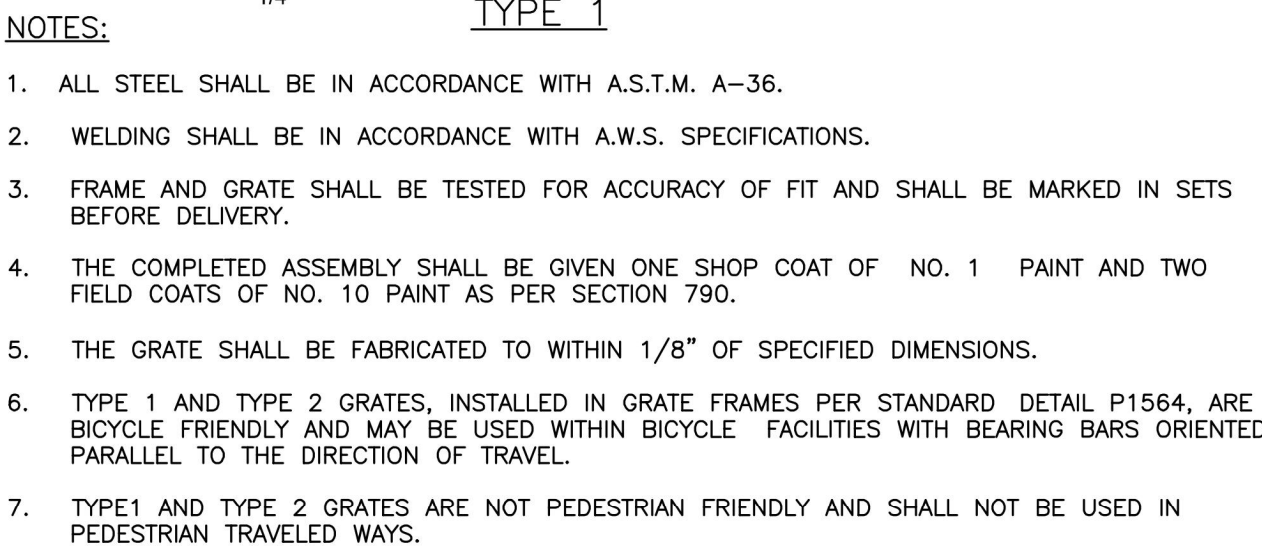 TYPE 1
NOTES:
1. ALL STEEL SHALL BE IN ACCORDANCE WITH A.S.T.M. A-36.
2. WELDING SHALL BE IN ACCORDANCE WITH A.W.S. SPECIFICATIONS.
3. FRAME AND GRATE SHALL BE TESTED FOR ACCURACY OF FIT AND SHALL BE MARKED IN SETS
BEFORE DELIVERY.
4. THE COMPLETED ASSEMBLY SHALL BE GIVEN ONE SHOP COAT OF NO. 1 PAINT AND TWO
FIELD COATS OF NO. 10 PAINT AS PER SECTION 790.
5. THE GRATE SHALL BE FABRICATED TO WITHIN 1/8" OF SPECIFIED DIMENSIONS.
6. TYPE 1 AND TYPE 2 GRATES, INSTALLED IN GRATE FRAMES PER STANDARD DETAIL P1564, ARE
BICYCLE FRIENDLY AND MAY BE USED WITHIN BICYCLE FACILITIES WITH BEARING BARS ORIENTED
PARALLEL TO THE DIRECTION OF TRAVEL.
7. TYPE1 AND TYPE 2 GRATES ARE NOT PEDESTRIAN FRIENDLY AND SHALL NOT BE USED IN
PEDESTRIAN TRAVELED WAYS.